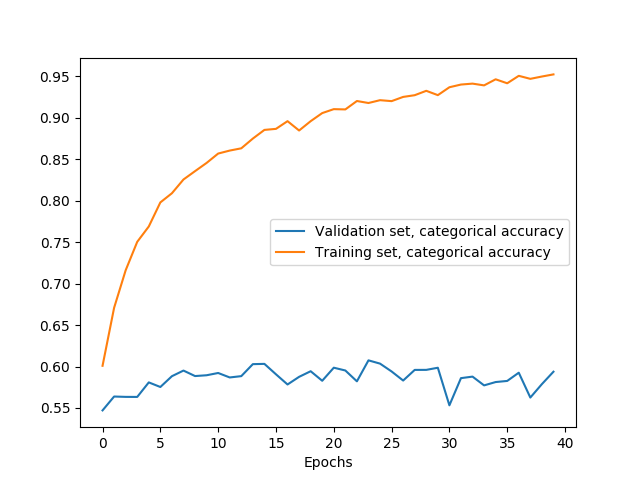 0.95
0.90
0.85
0.80
0.75
0.70
0.65
0.60
0.55
Validation set, categorical accuracy
Training set, categorical accuracy
0 5 10 15 20 25 30 35 40
Epochs